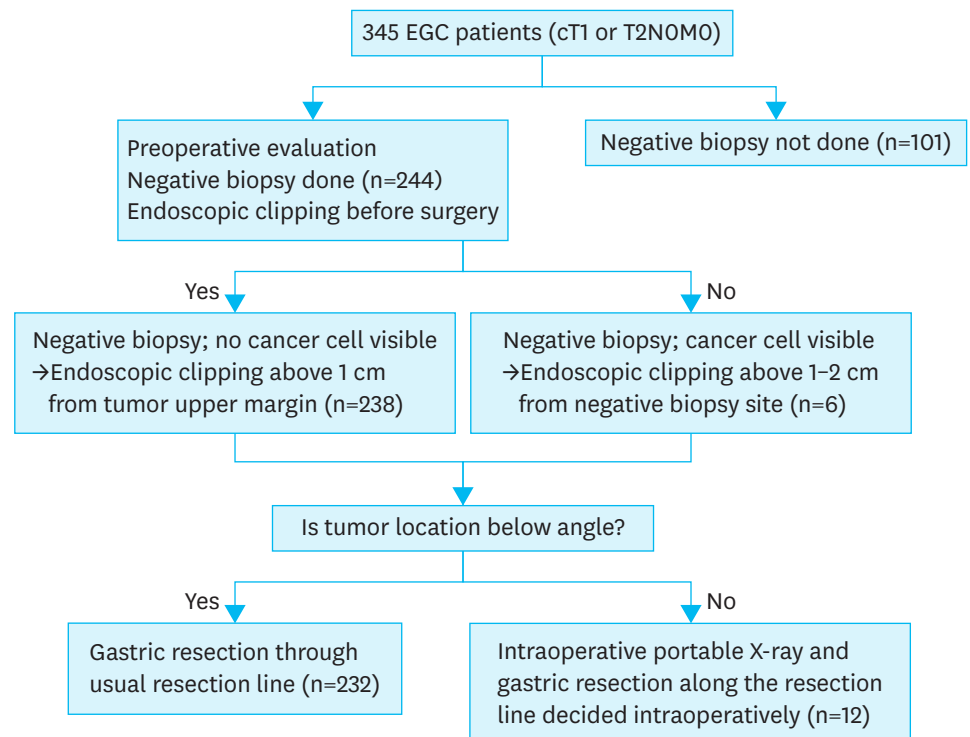 345 EGC patients (cT1 or T2N0M0)
Preoperative evaluation
Negative biopsy done (n=244)
Endoscopic clipping before surgery
Negative biopsy not done (n=101)
Yes
No
Negative biopsy; no cancer cell visible
→Endoscopic clipping above 1 cm
from tumor upper margin (n=238)
Negative biopsy; cancer cell visible
→Endoscopic clipping above 1–2 cm
from negative biopsy site (n=6)
Is tumor location below angle?
Yes
No
Gastric resection through
usual resection line (n=232)
Intraoperative portable X-ray and
gastric resection along the resection
line decided intraoperatively (n=12)